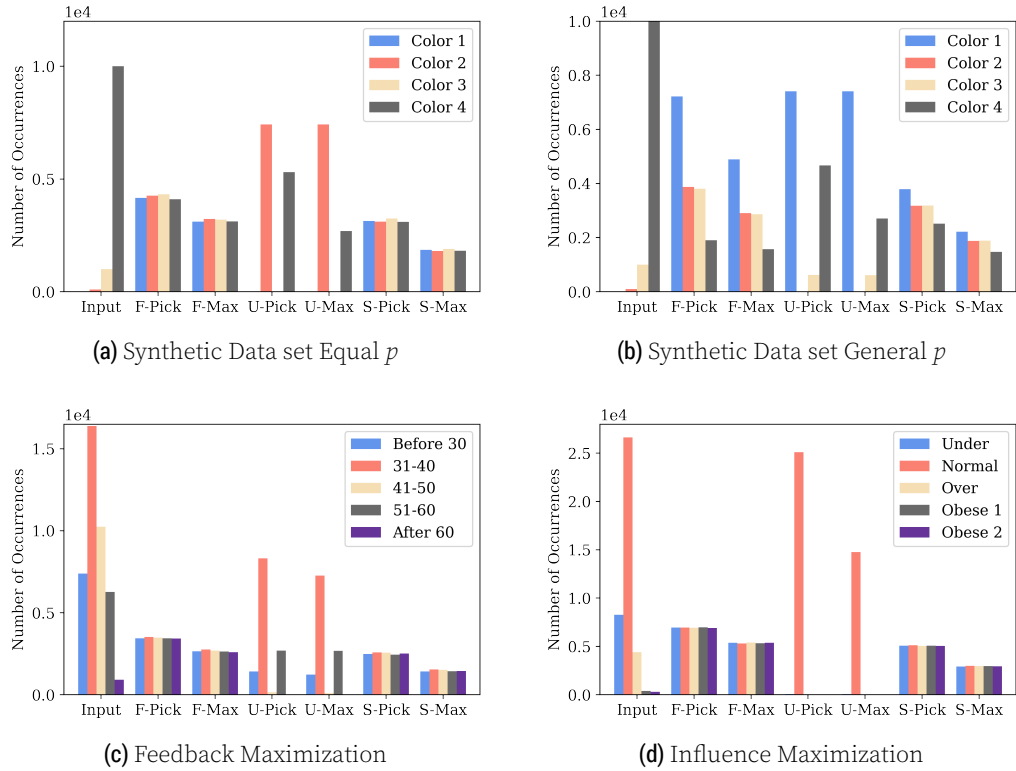 1e4
Number of Occurrences
1.0
0.5
0.0
Color 1
Color 2
Color 3
Color 4
Input F-Pick F-Max U-Pick U-Max S-Pick S-Max
(a) Synthetic Data set Equal p
1e4
Number of Occurrences
1.0
0.8
0.6
0.4
0.2
0.0
Color 1
Color 2
Color 3
Color 4
Input F-Pick F-Max U-Pick U-Max S-Pick S-Max
(b) Synthetic Data set General p
1e4
Number of Occurrences
1.5
1.0
0.5
0.0
Before 30
31-40
41-50
51-60
After 60
Input F-Pick F-Max U-Pick U-Max S-Pick S-Max
(c) Feedback Maximization
1e4
Number of Occurrences
2.5
2.0
1.5
1.0
0.5
0.0
Under
Normal
Over
Obese 1
Obese 2
Input F-Pick F-Max U-Pick U-Max S-Pick S-Max
(d) Influence Maximization